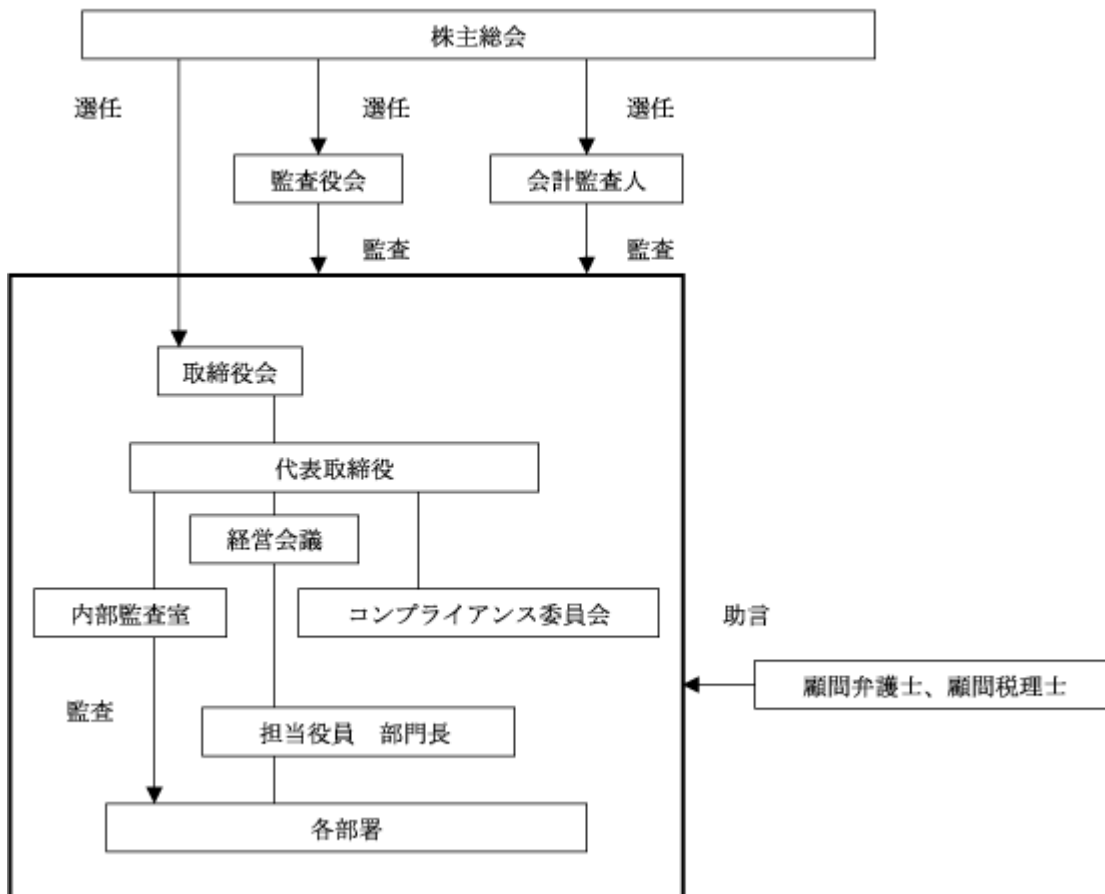 株主総会
選任
選任
選任
監査役会
会計監査人
監査
監査
取締役会
代表取締役
経営会議
内部監査室
コンプライアンス委員会
助言
顧問弁護士、顧問税理士
監査
担当役員　部門長
各部署